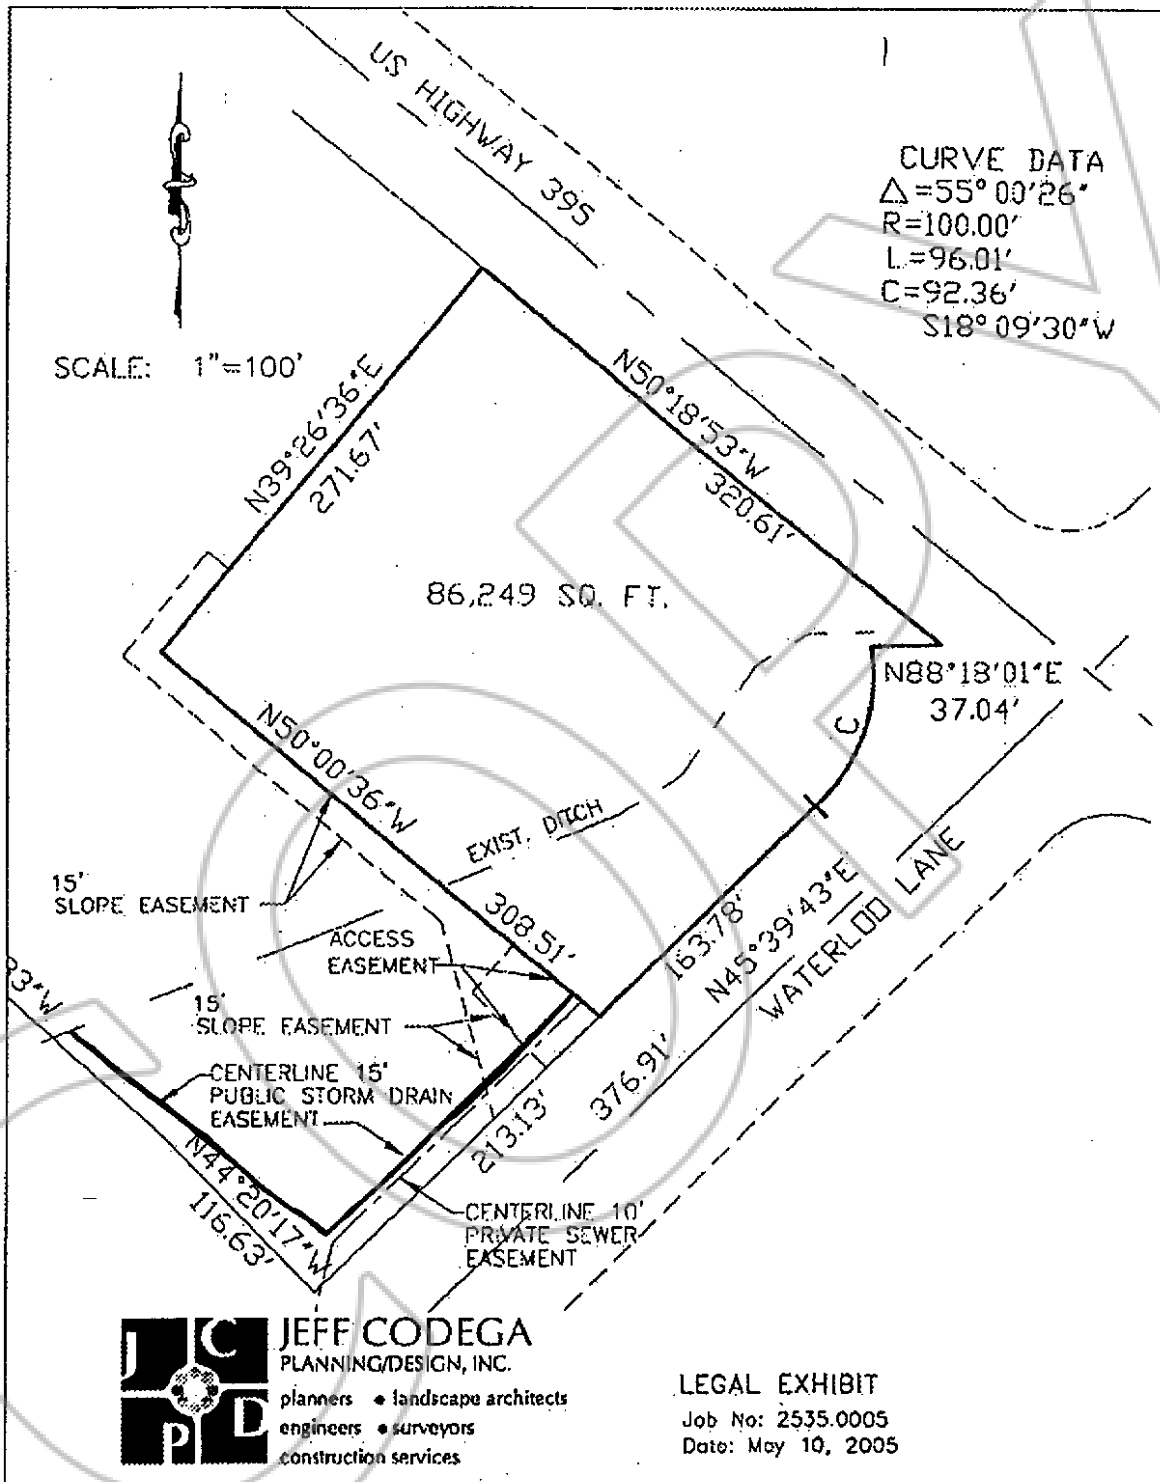 US HIGHWAY 395
CURVE DATA
△=55°00'26"
R=100.00'
L=96.01'
C=92.36'
S18°09'30"W
SCALE: 1"=100'
N39°26'36"E
271.67'
N50°18'53"W
320.61'
86,249 SQ. FT.
N88°18'01"E
37.04'
C
N50°00'36"W
308.51'
EXIST. DITCH
15'
SLOPE EASEMENT
ACCESS
EASEMENT
15'
SLOPE EASEMENT
163.78'
N45°39'43"E
WATERLOO LANE
376.91'
213.13'
33"W
CENTERLINE 15'
PUBLIC STORM DRAIN
EASEMENT
N44°20'17"W
116.63'
CENTERLINE 10'
PRIVATE SEWER
EASEMENT
J C
P D
JEFF CODEGA
PLANNING/DESIGN, INC.
planners • landscape architects
engineers • surveyors
construction services
LEGAL EXHIBIT
Job No: 2535.0005
Date: May 10, 2005